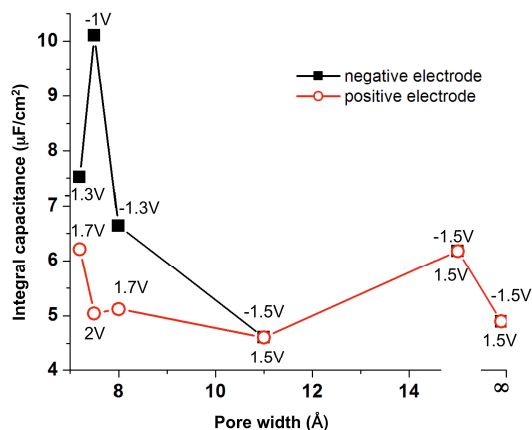 -1V
10
9
8
7
6
5
4
Integral capacitance (µF/cm²)
negative electrode
positive electrode
1.3V
-1.3V
1.7V
1.7V
2V
-1.5V
1.5V
-1.5V
1.5V
-1.5V
1.5V
8
10
12
14
∞
Pore width (Å)